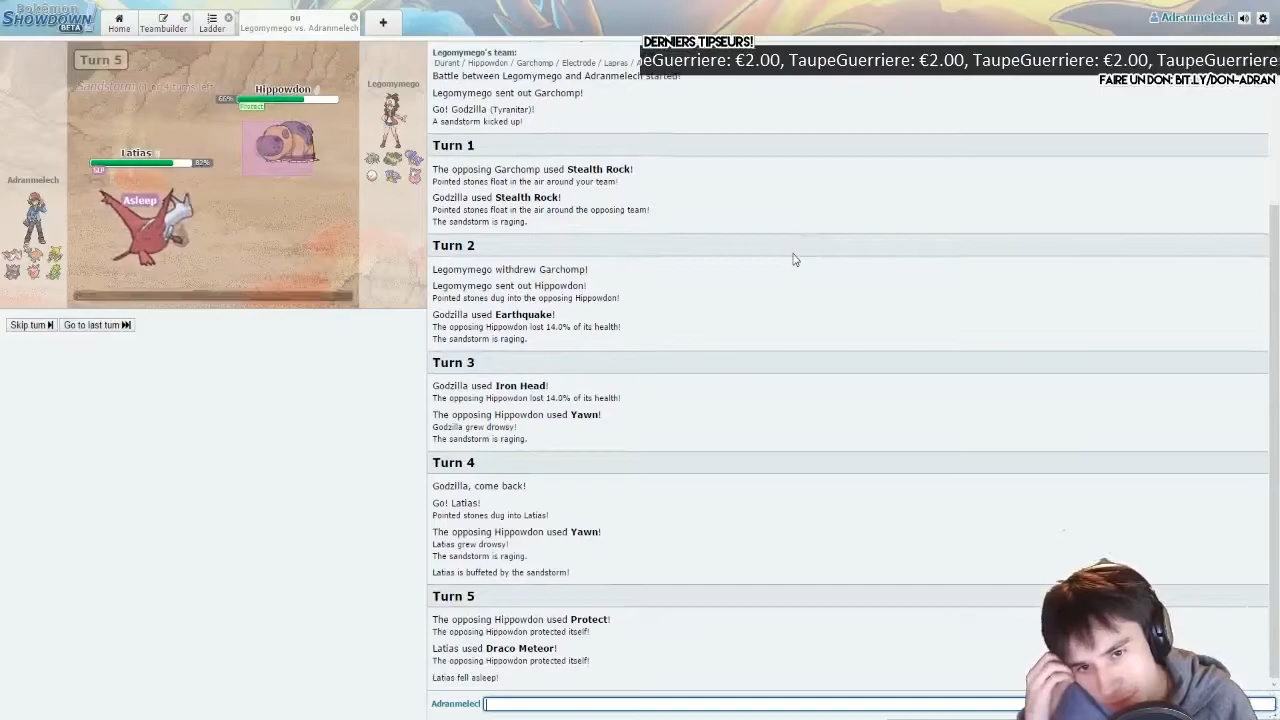 Pokémon
Showdown
BETA
Home
Teambuilder
Ladder
ou
Legomymego vs. Adranmelech
Adranmelech
DERNIERS TIPSEURS!
eGuerriere: €2.00, TaupeGuerriere: €2.00, TaupeGuerriere: €2.00, TaupeGuerriere
FAIRE UN DON: BIT.LY/DON-ADRAN
Turn 5
Hippowdon
66%
Protect
Legomymego
Latias
82%
SLP
Asleep
Adranmelech
Skip turn
Go to last turn
Legomymego's team:
Durant / Hippowdon / Garchomp / Electrode / Lapras /
Battle between Legomymego and Adranmelech started!
Legomymego sent out Garchomp!
Go! Godzilla (Tyranitar)!
A sandstorm kicked up!
Turn 1
The opposing Garchomp used Stealth Rock!
Pointed stones float in the air around your team!
Godzilla used Stealth Rock!
Pointed stones float in the air around the opposing team!
The sandstorm is raging.
Turn 2
Legomymego withdrew Garchomp!
Legomymego sent out Hippowdon!
Pointed stones dug into the opposing Hippowdon!
Godzilla used Earthquake!
The opposing Hippowdon lost 14.0% of its health!
The sandstorm is raging.
Turn 3
Godzilla used Iron Head!
The opposing Hippowdon lost 14.0% of its health!
The opposing Hippowdon used Yawn!
Godzilla grew drowsy!
The sandstorm is raging.
Turn 4
Godzilla, come back!
Go! Latias!
Pointed stones dug into Latias!
The opposing Hippowdon used Yawn!
Latias grew drowsy!
The sandstorm is raging.
Latias is buffeted by the sandstorm!
Turn 5
The opposing Hippowdon used Protect!
The opposing Hippowdon protected itself!
Latias used Draco Meteor!
The opposing Hippowdon protected itself!
Latias fell asleep!
Adranmelecl